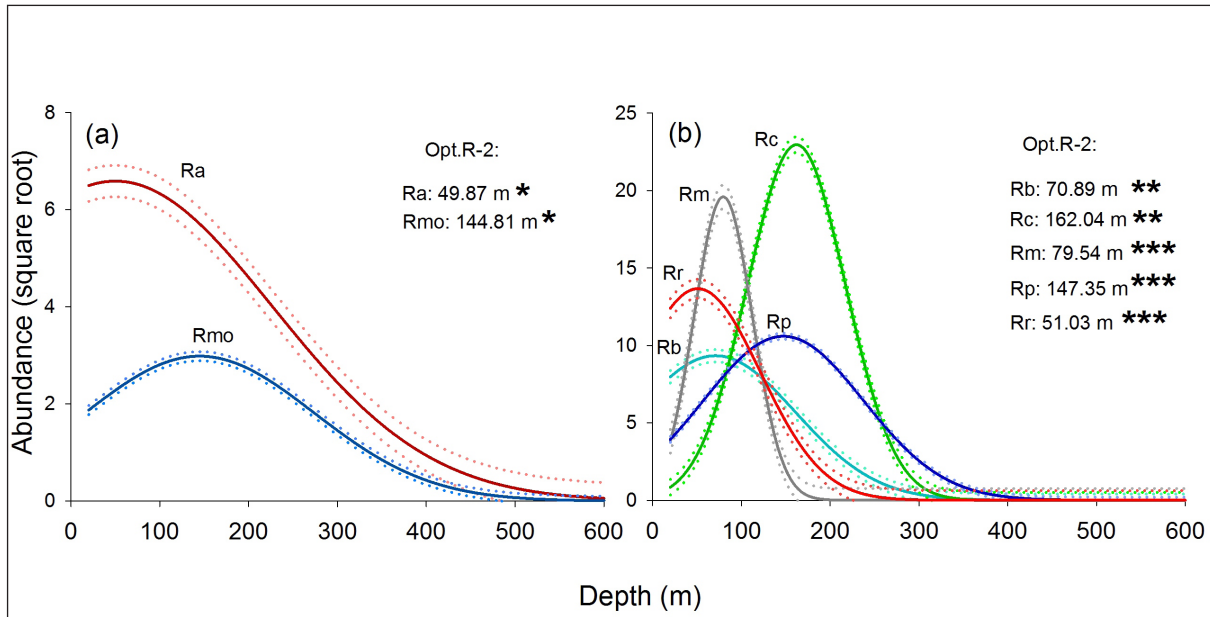 Abundance (square root)
(a)
8
6
4
2
0
0 100 200 300 400 500 600
Ra
Rmo
Opt.R-2:
Ra: 49.87 m *
Rmo: 144.81 m *
(b)
25
20
15
10
5
0
0 100 200 300 400 500 600
Rc
Rm
Rr
Rb
Rp
Opt.R-2:
Rb: 70.89 m **
Rc: 162.04 m **
Rm: 79.54 m ***
Rp: 147.35 m ***
Rr: 51.03 m ***
Depth (m)